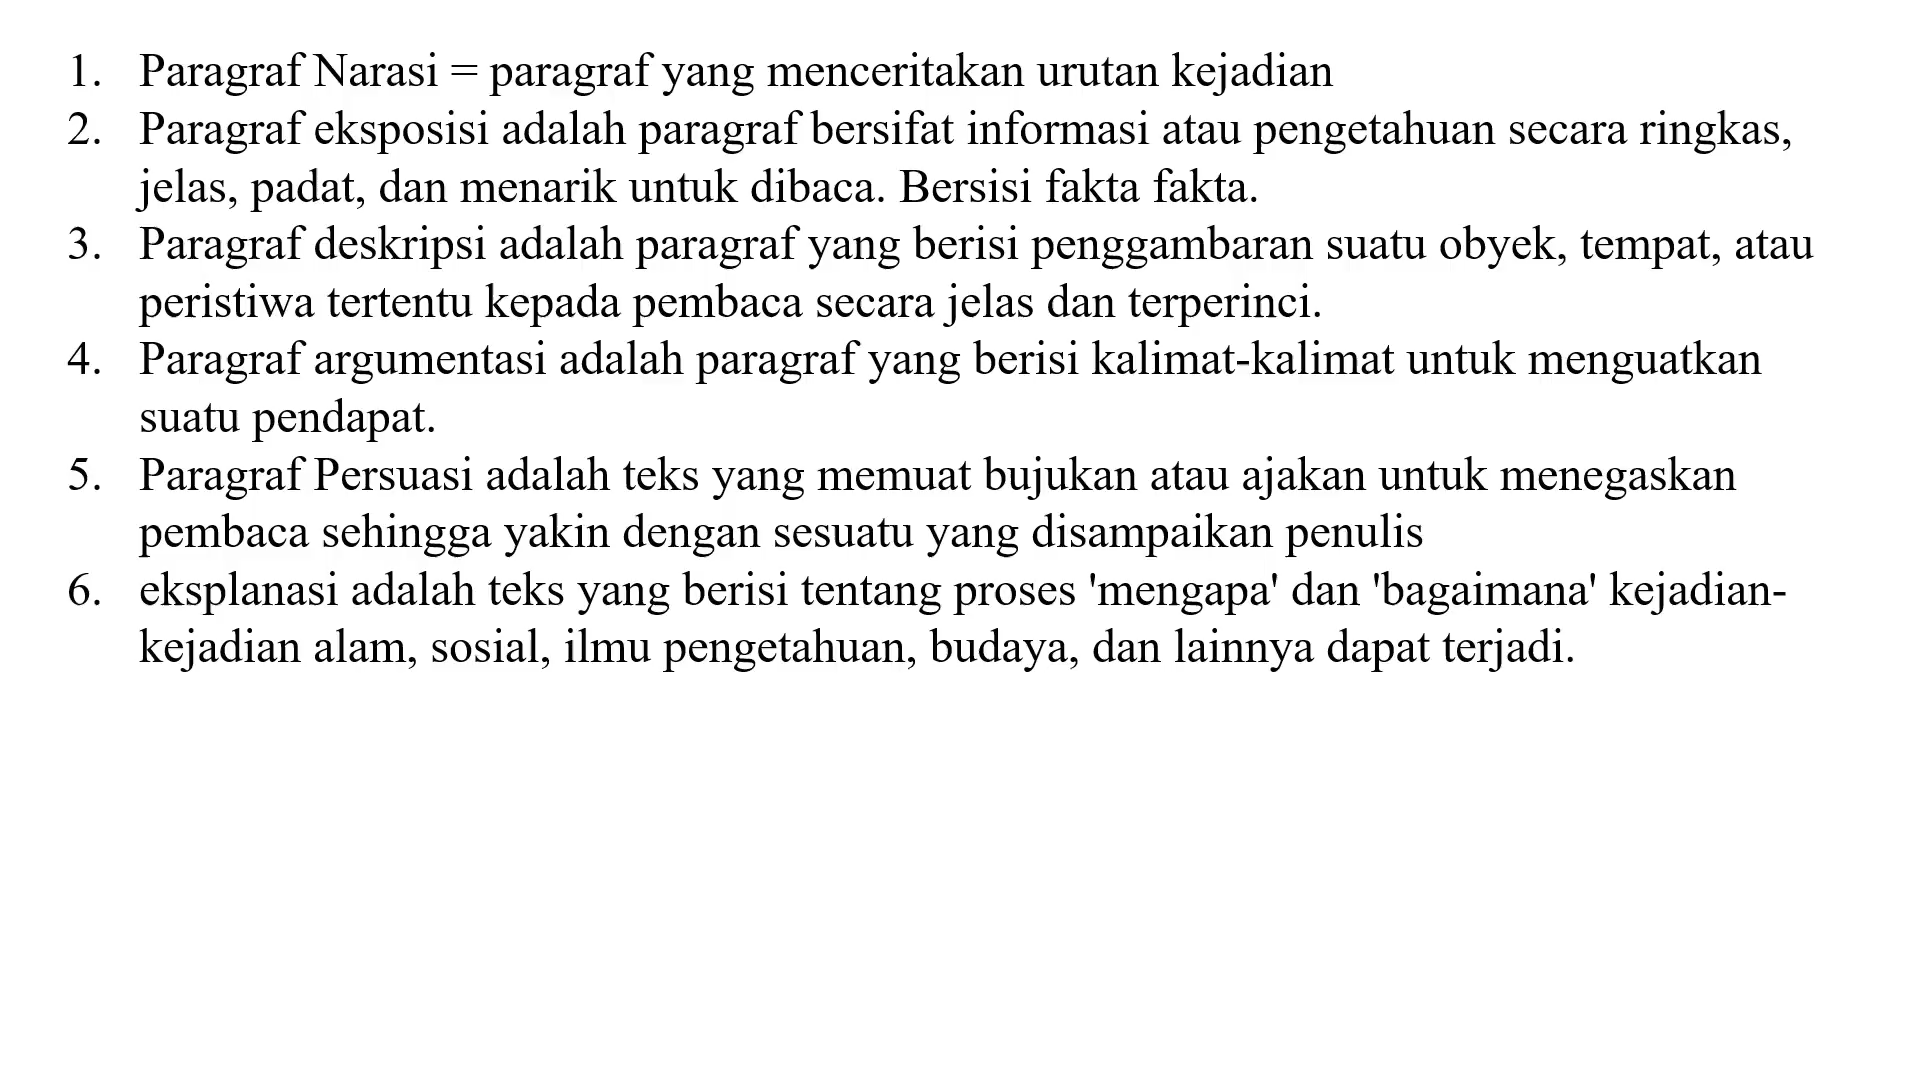 1. Paragraf Narasi = paragraf yang menceritakan urutan kejadian
2. Paragraf eksposisi adalah paragraf bersifat informasi atau pengetahuan secara ringkas,
jelas, padat, dan menarik untuk dibaca. Bersisi fakta fakta.
3. Paragraf deskripsi adalah paragraf yang berisi penggambaran suatu obyek, tempat, atau
peristiwa tertentu kepada pembaca secara jelas dan terperinci.
4. Paragraf argumentasi adalah paragraf yang berisi kalimat-kalimat untuk menguatkan
suatu pendapat.
5. Paragraf Persuasi adalah teks yang memuat bujukan atau ajakan untuk menegaskan
pembaca sehingga yakin dengan sesuatu yang disampaikan penulis
6. eksplanasi adalah teks yang berisi tentang proses 'mengapa' dan 'bagaimana' kejadian-
kejadian alam, sosial, ilmu pengetahuan, budaya, dan lainnya dapat terjadi.